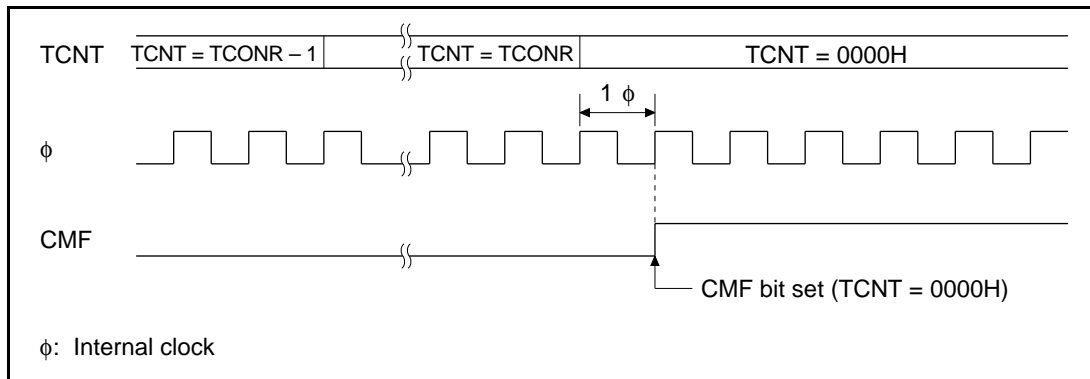 TCNT TCNT = TCONR – 1 TCNT = TCONR TCNT = 0000H
1 ϕ
ϕ
CMF
CMF bit set (TCNT = 0000H)
ϕ: Internal clock